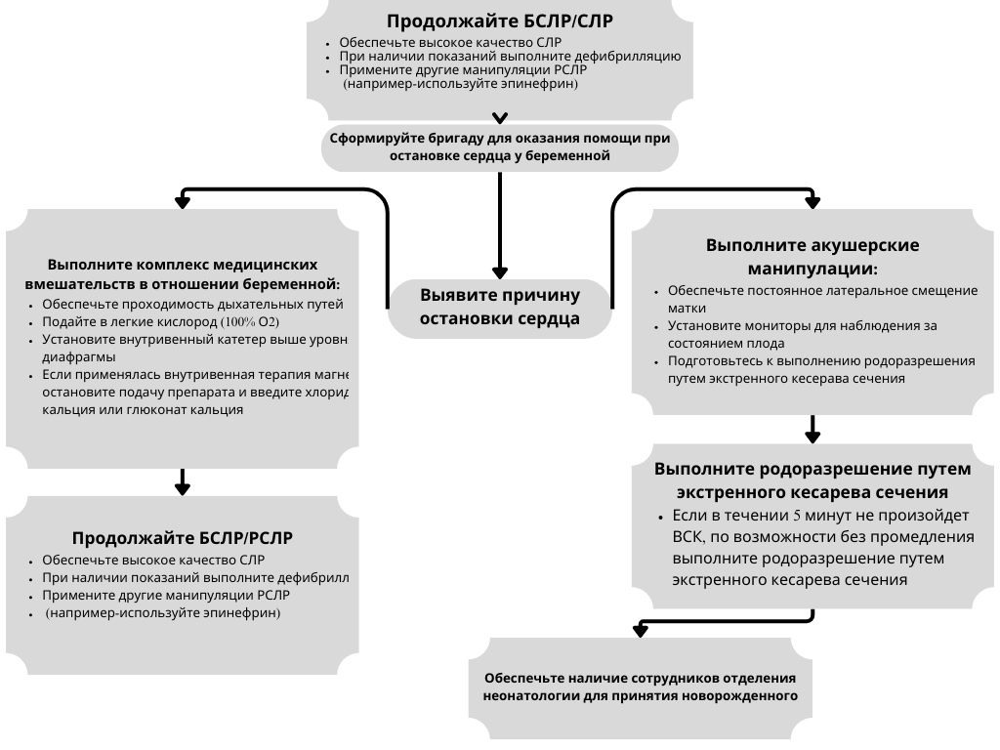 Продолжайте БСЛР/СЛР
• Обеспечьте высокое качество СЛР
• При наличии показаний выполните дефибрилляцию
• Примените другие манипуляции РСЛР
(например-используйте эпинефрин)
Сформируйте бригаду для оказания помощи при
остановке сердца у беременной
Выявите причину
остановки сердца
Выполните комплекс медицинских
вмешательств в отношении беременной:
• Обеспечьте проходимость дыхательных путей
• Подайте в легкие кислород (100% О2)
• Установите внутривенный катетер выше уровн
диафрагмы
• Если применялась внутривенная терапия магне
остановите подачу препарата и введите хлорид
кальция или глюконат кальция
Продолжайте БСЛР/РСЛР
• Обеспечьте высокое качество СЛР
• При наличии показаний выполните дефибрилл
• Примените другие манипуляции РСЛР
• (например-используйте эпинефрин)
Выполните акушерские
манипулации:
• Обеспечьте постоянное латеральное смещение
матки
• Установите мониторы для наблюдения за
состоянием плода
• Подготовьтесь к выполнению родоразрешения
путем экстренного кесерава сечения
Выполните родоразрешение путем
экстренного кесарева сечения
• Если в течении 5 минут не произойдет
ВСК, по возможности без промедления
выполните родоразрешение путем
экстренного кесарева сечения
Обеспечьте наличие сотрудников отделения
неонатологии для принятия новорожденного